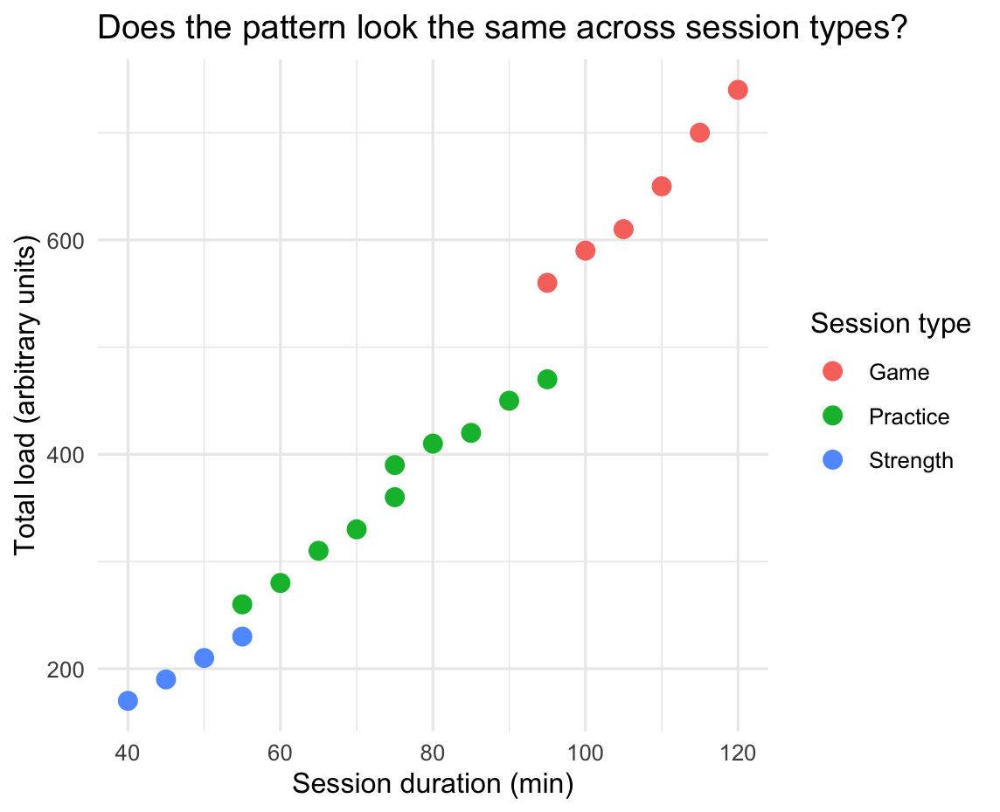 Does the pattern look the same across session types?
Total load (arbitrary units)
600
400
200
40 60 80 100 120
Session duration (min)
Session type
Game
Practice
Strength